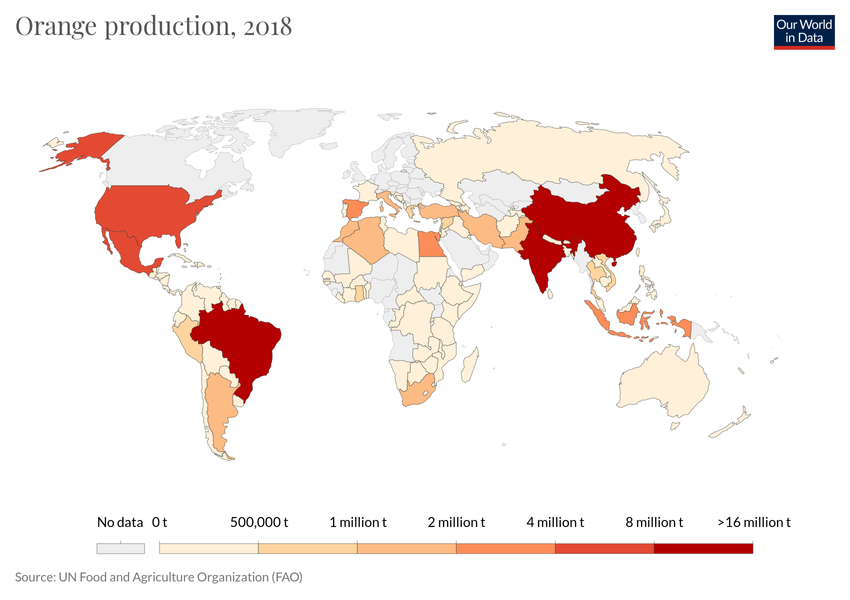 Orange production, 2018
Our World
in Data
No data 0 t 500,000 t 1 million t 2 million t 4 million t 8 million t >16 million t
Source: UN Food and Agriculture Organization (FAO)